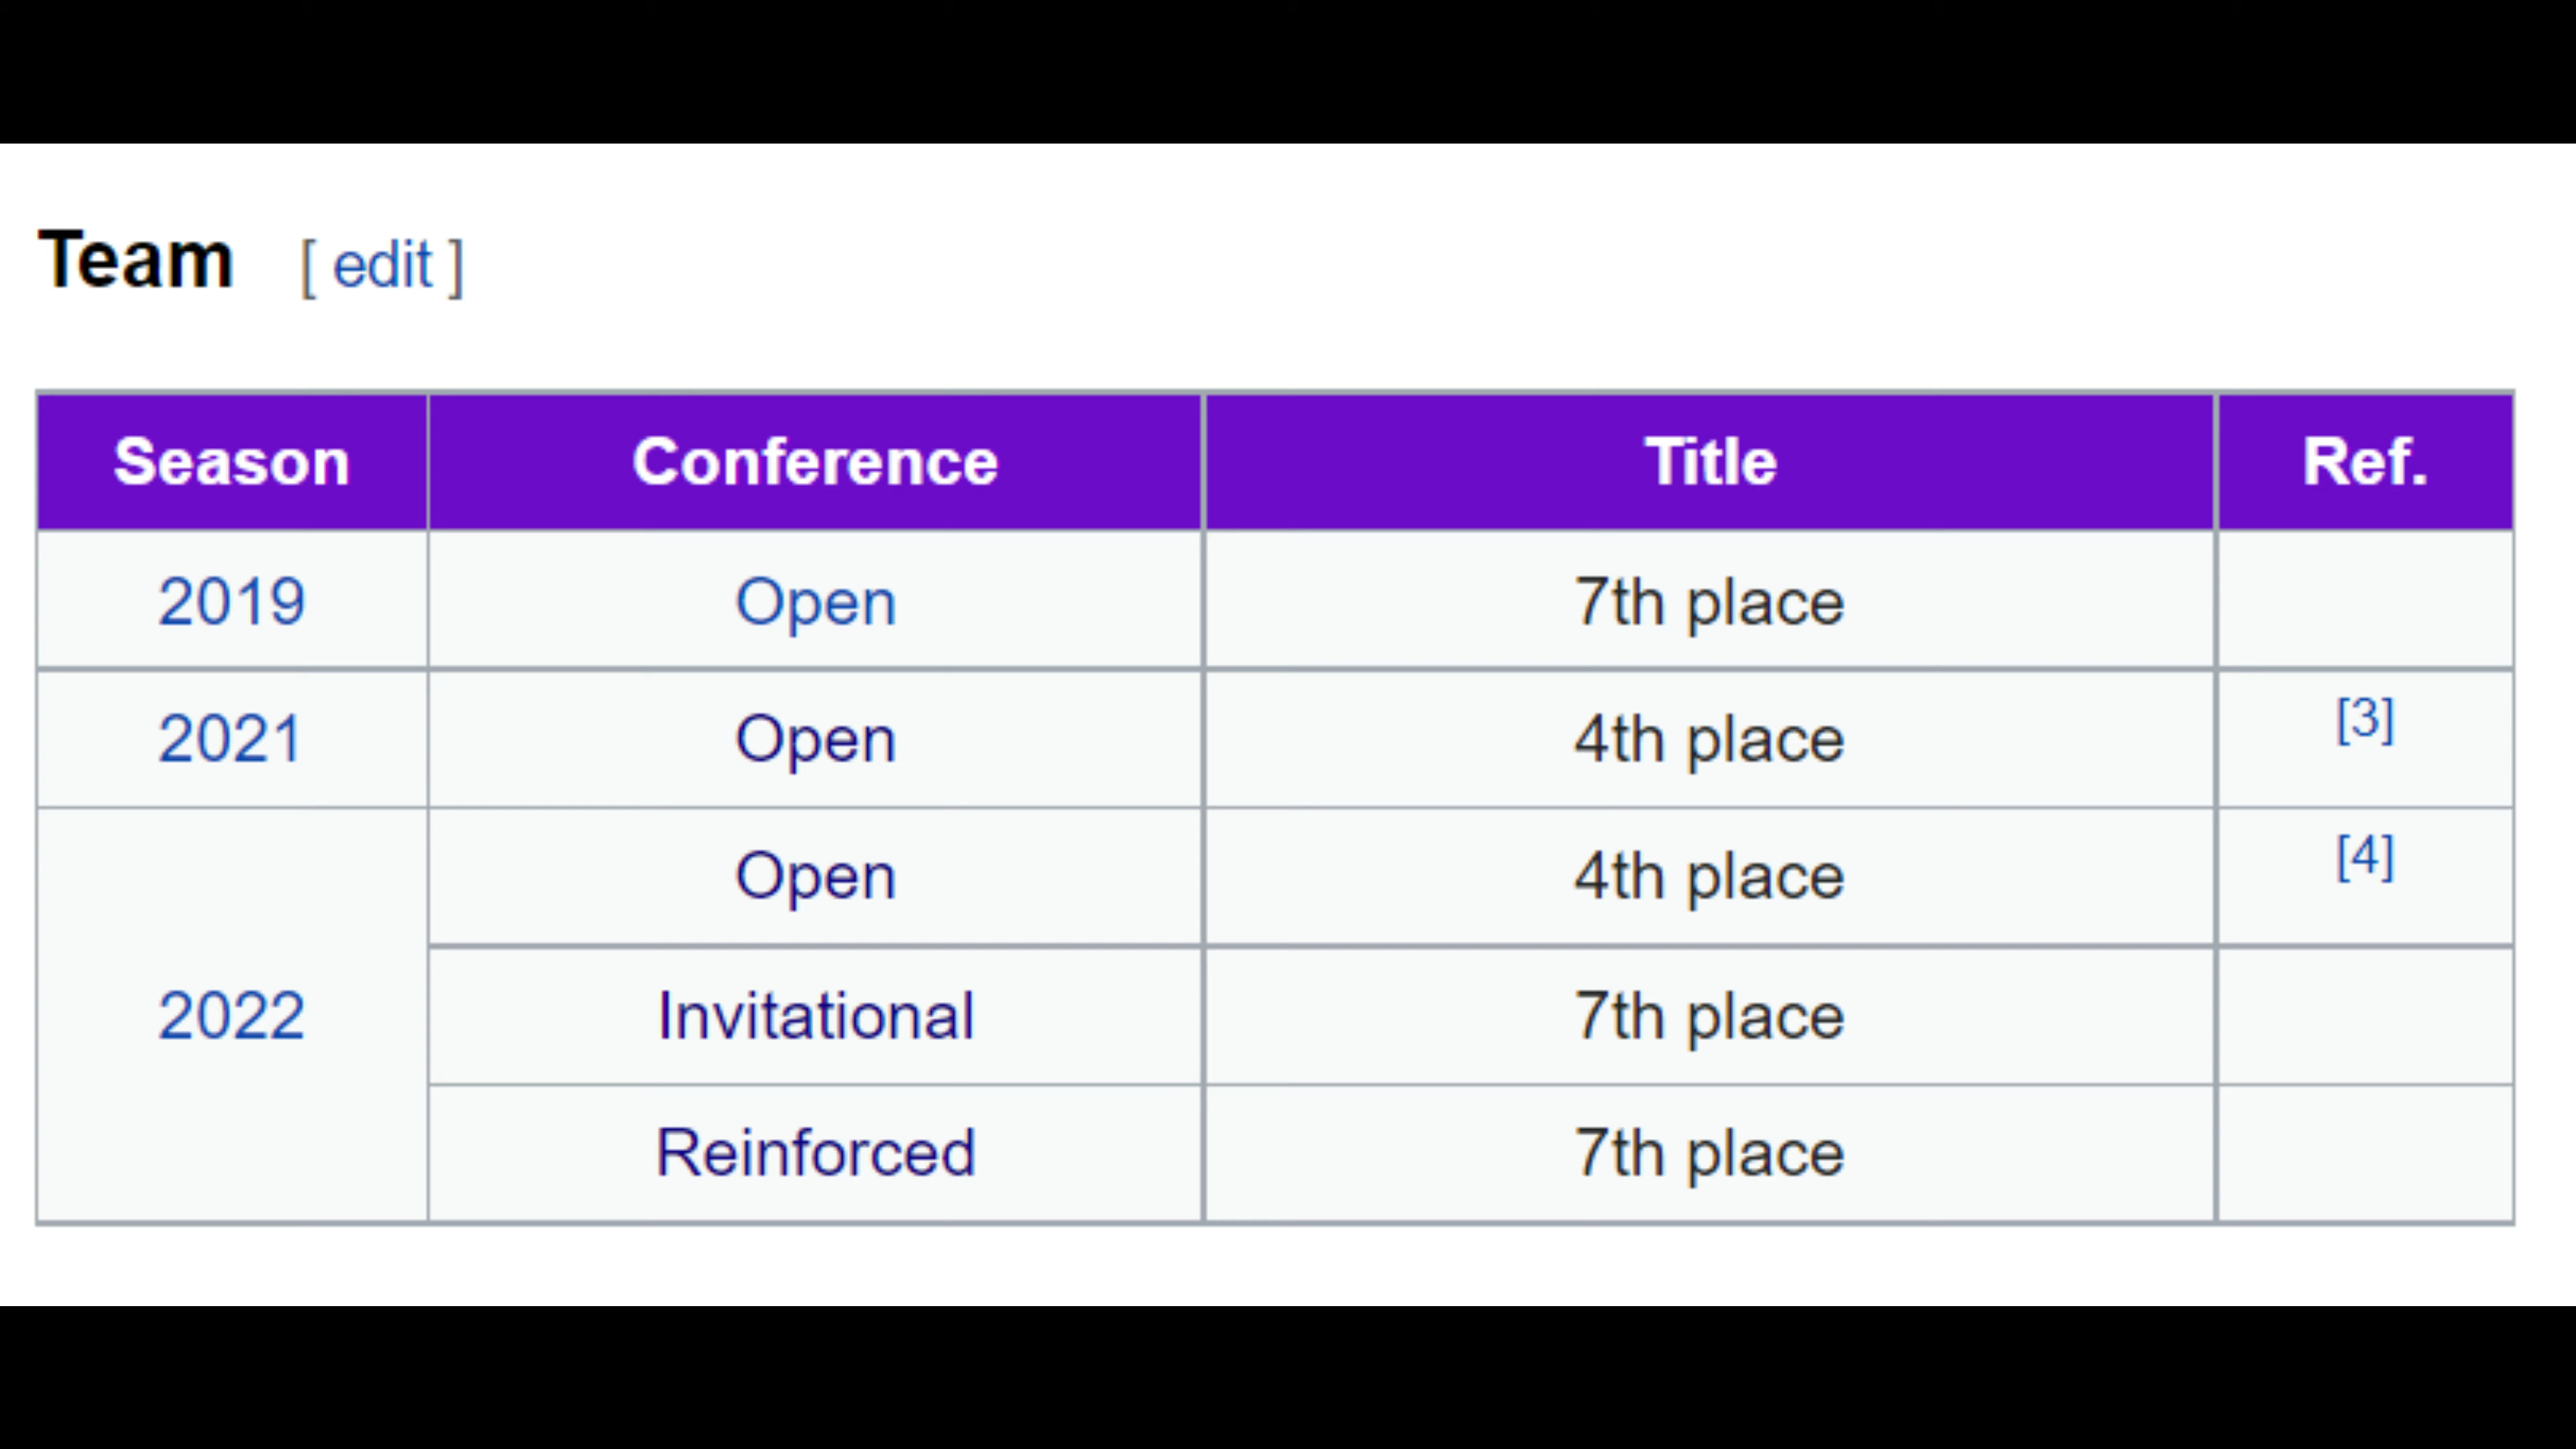 Team [ edit ]
Season Conference Title Ref.
2019 Open 7th place
2021 Open 4th place [3]
2022 Open 4th place [4]
Invitational 7th place
Reinforced 7th place